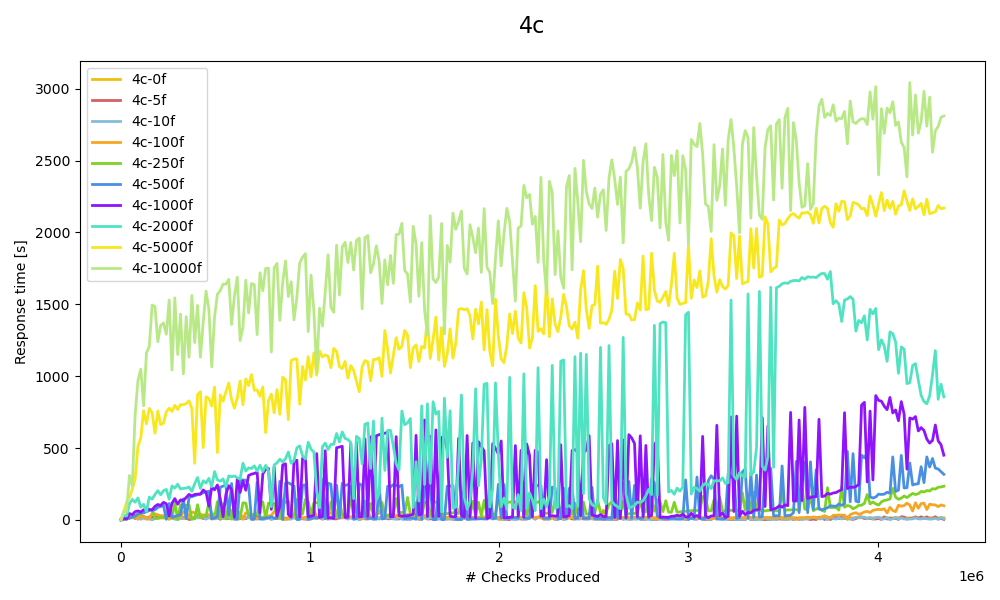 4c
4c-0f
4c-5f
4c-10f
4c-100f
4c-250f
4c-500f
4c-1000f
4c-2000f
4c-5000f
4c-10000f
Response time [s]
3000
2500
2000
1500
1000
500
0
0 1 2 3 4
1e6
# Checks Produced